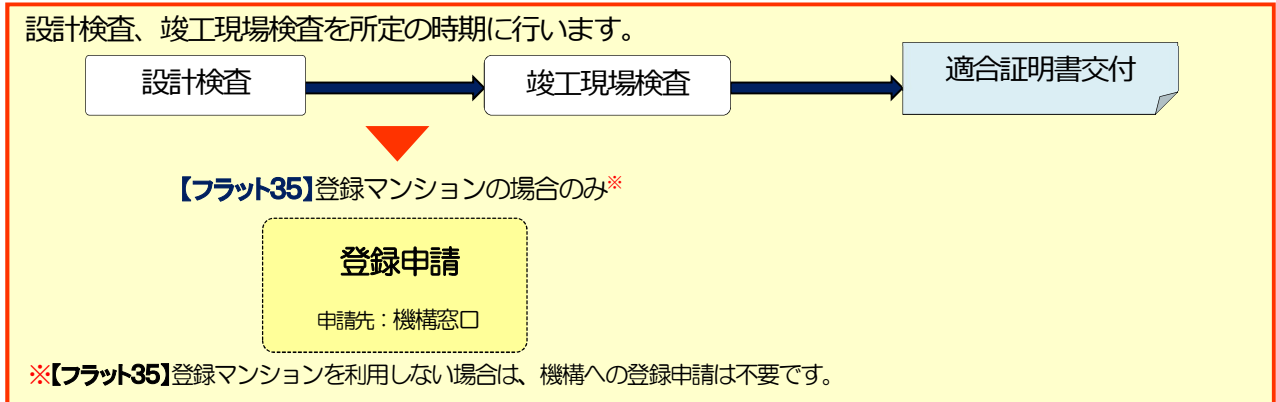 設計検査、竣工現場検査を所定の時期に行います。
設計検査
竣工現場検査
適合証明書交付
【フラット35】登録マンションの場合のみ※
登録申請
申請先：機構窓口
※【フラット35】登録マンションを利用しない場合は、機構への登録申請は不要です。